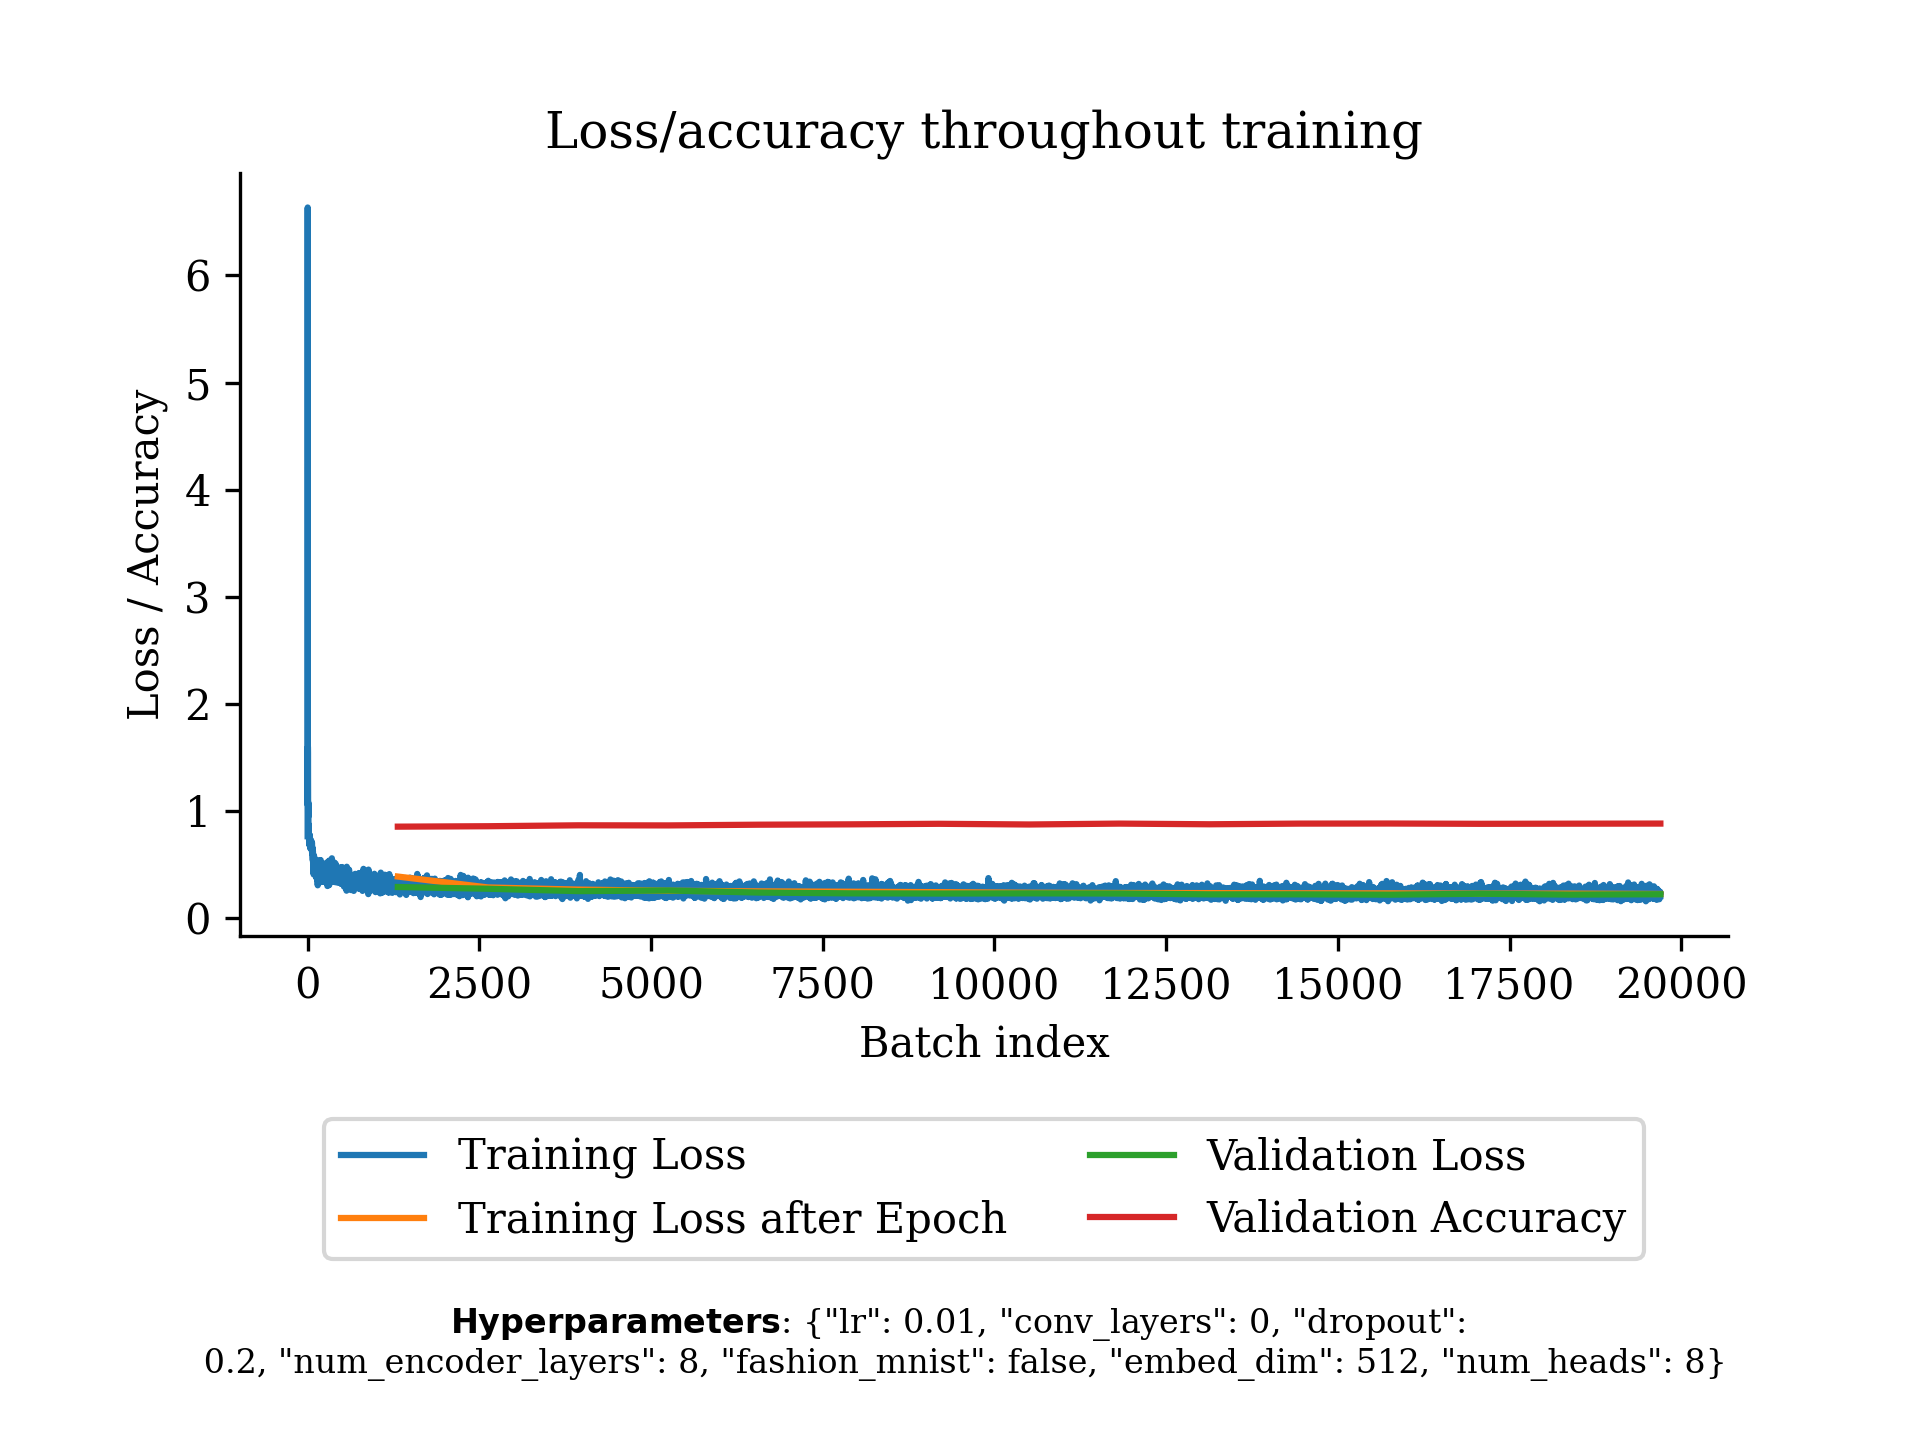 Loss/accuracy throughout training
Loss / Accuracy
6
5
4
3
2
1
0
0 2500 5000 7500 10000 12500 15000 17500 20000
Batch index
Training Loss
Training Loss after Epoch
Validation Loss
Validation Accuracy
Hyperparameters: {"lr": 0.01, "conv_layers": 0, "dropout":
0.2, "num_encoder_layers": 8, "fashion_mnist": false, "embed_dim": 512, "num_heads": 8}